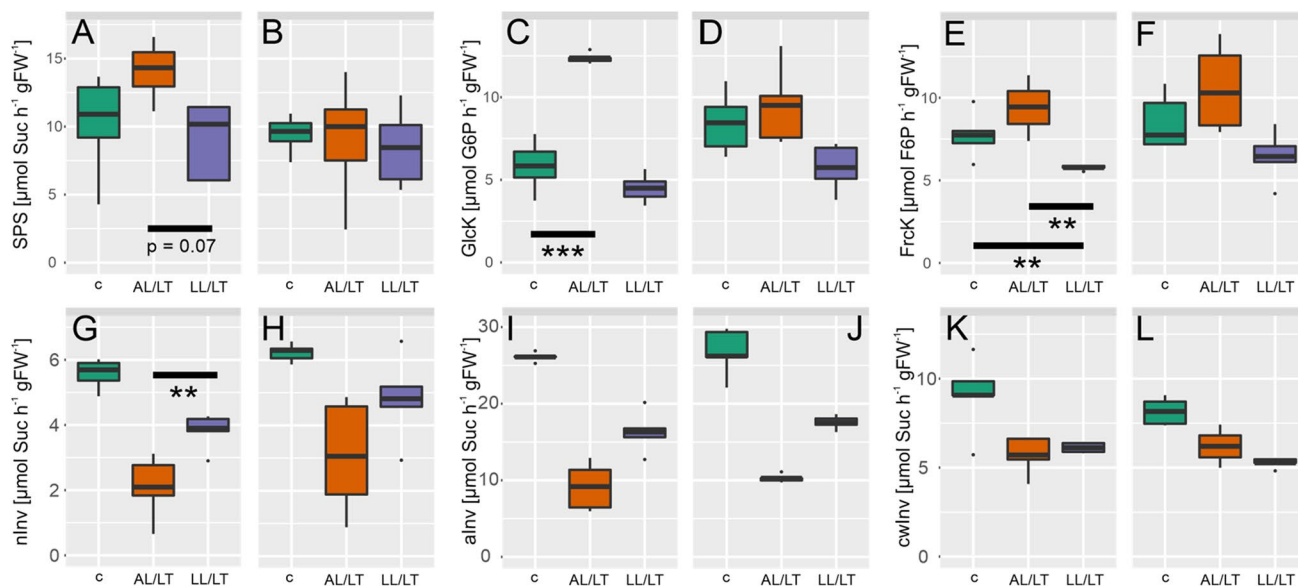 A
B
C
D
E
F
SPS [µmol Suc h⁻¹ gFW⁻¹]
15
10
5
0
p = 0.07
GlcK [µmol G6P h⁻¹ gFW⁻¹]
10
5
0
***
FrcK [µmol F6P h⁻¹ gFW⁻¹]
10
5
0
**
**
c AL/LT LL/LT
c AL/LT LL/LT
c AL/LT LL/LT
c AL/LT LL/LT
c AL/LT LL/LT
c AL/LT LL/LT
G
H
I
J
K
L
nInv [µmol Suc h⁻¹ gFW⁻¹]
6
4
2
0
**
aInv [µmol Suc h⁻¹ gFW⁻¹]
30
20
10
0
cwInv [µmol Suc h⁻¹ gFW⁻¹]
10
5
0
c AL/LT LL/LT
c AL/LT LL/LT
c AL/LT LL/LT
c AL/LT LL/LT
c AL/LT LL/LT
c AL/LT LL/LT